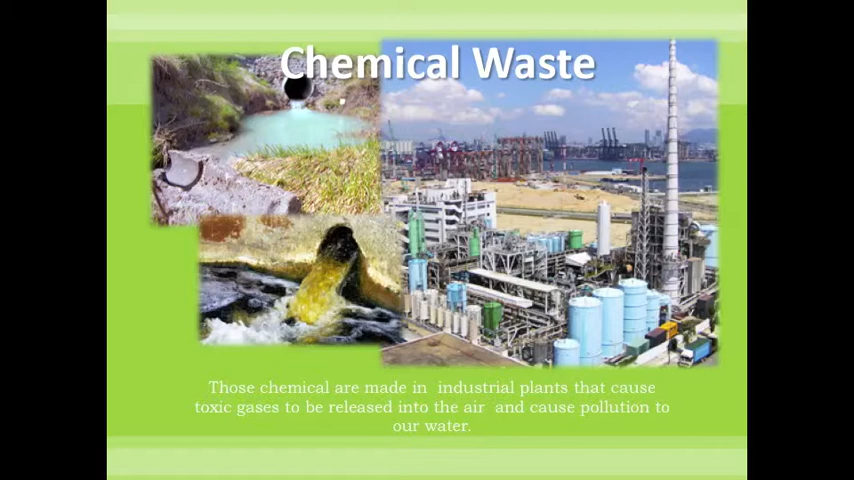 Chemical Waste
.
Those chemical are made in industrial plants that cause
toxic gases to be released into the air and cause pollution to
our water.